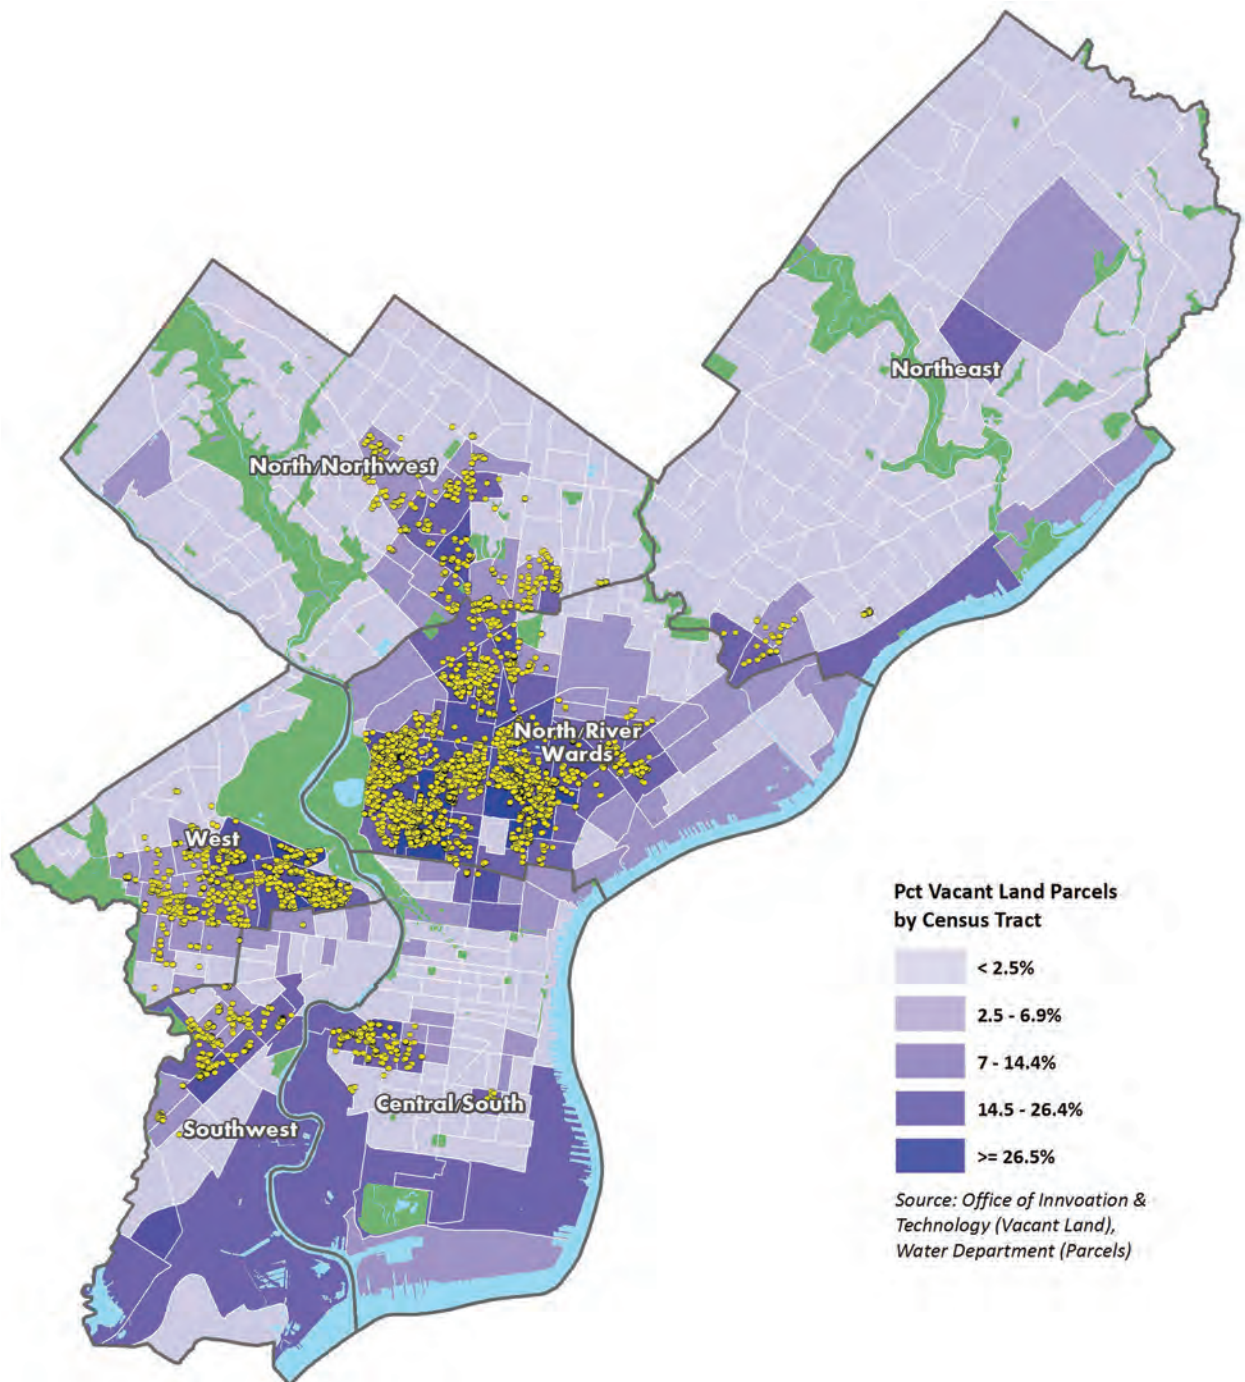 Northeast
North/Northwest
North/River
Wards
West
Central/South
Southwest
Pct Vacant Land Parcels
by Census Tract
< 2.5%
2.5 - 6.9%
7 - 14.4%
14.5 - 26.4%
>= 26.5%
Source: Office of Innvoation &
Technology (Vacant Land),
Water Department (Parcels)